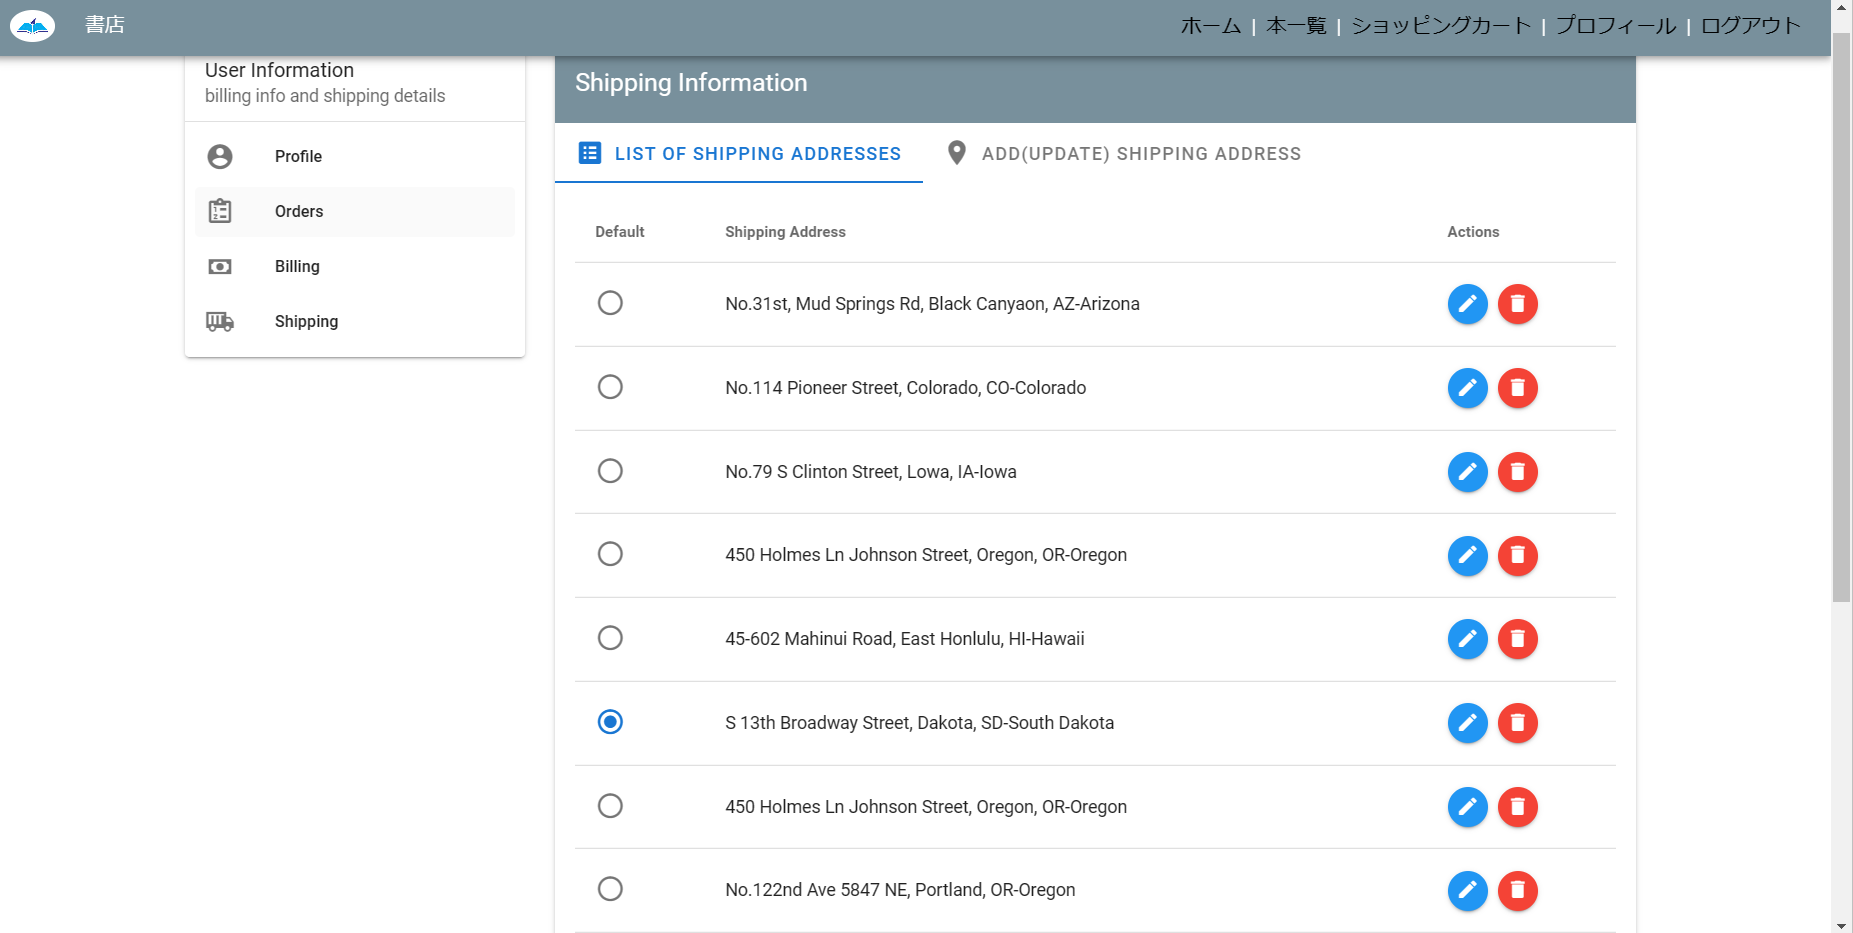 書店
ホーム | 本一覧 | ショッピングカート | プロフィール | ログアウト
User Information
billing info and shipping details
Profile
Orders
Billing
Shipping
Shipping Information
LIST OF SHIPPING ADDRESSES
ADD(UPDATE) SHIPPING ADDRESS
Default Shipping Address Actions
No.31st, Mud Springs Rd, Black Canyaon, AZ-Arizona
No.114 Pioneer Street, Colorado, CO-Colorado
No.79 S Clinton Street, Lowa, IA-Iowa
450 Holmes Ln Johnson Street, Oregon, OR-Oregon
45-602 Mahinui Road, East Honlulu, HI-Hawaii
S 13th Broadway Street, Dakota, SD-South Dakota
450 Holmes Ln Johnson Street, Oregon, OR-Oregon
No.122nd Ave 5847 NE, Portland, OR-Oregon